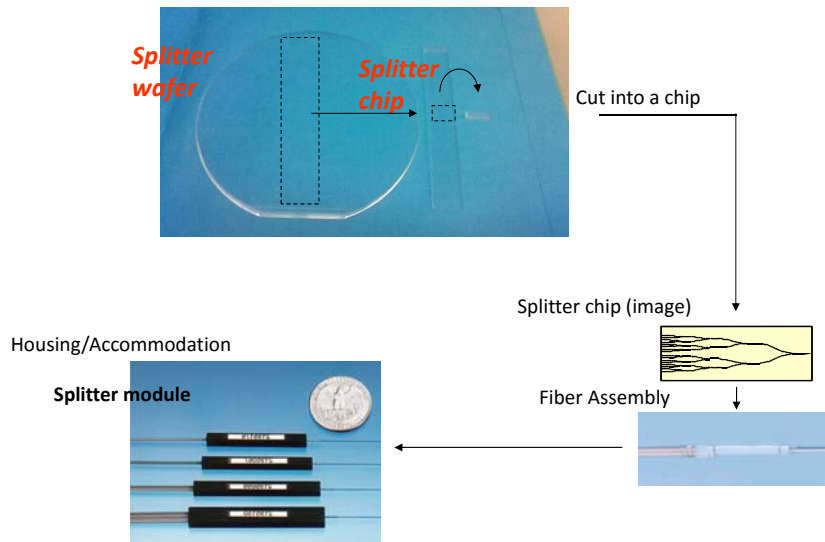 Splitter
wafer
Splitter
chip
Cut into a chip
Splitter chip (image)
Housing/Accommodation
Splitter module
Fiber Assembly